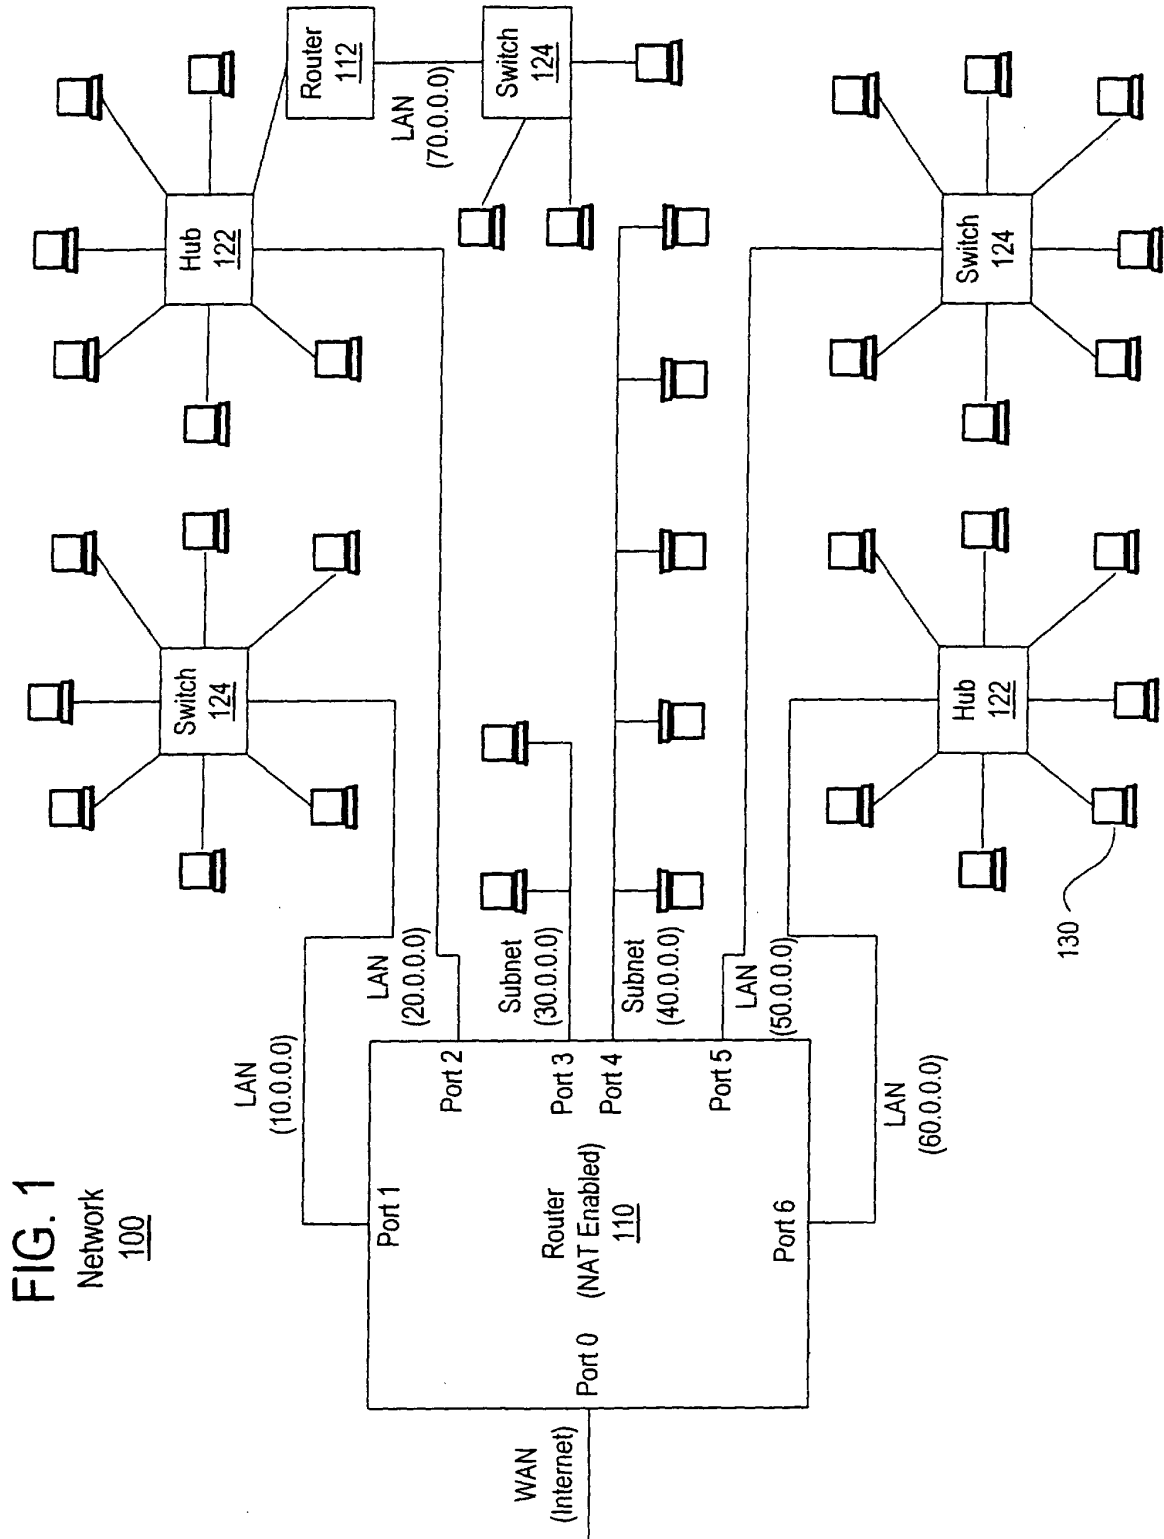 FIG. 1
Network
100
WAN
(Internet)
Port 0
Router
(NAT Enabled)
110
Port 1
Port 2
Port 3
Port 4
Port 5
Port 6
LAN
(10.0.0.0)
LAN
(20.0.0.0)
Subnet
(30.0.0.0)
Subnet
(40.0.0.0)
LAN
(50.0.0.0)
LAN
(60.0.0.0)
Switch
124
Hub
122
Router
112
LAN
(70.0.0.0)
Switch
124
Hub
122
130
Switch
124